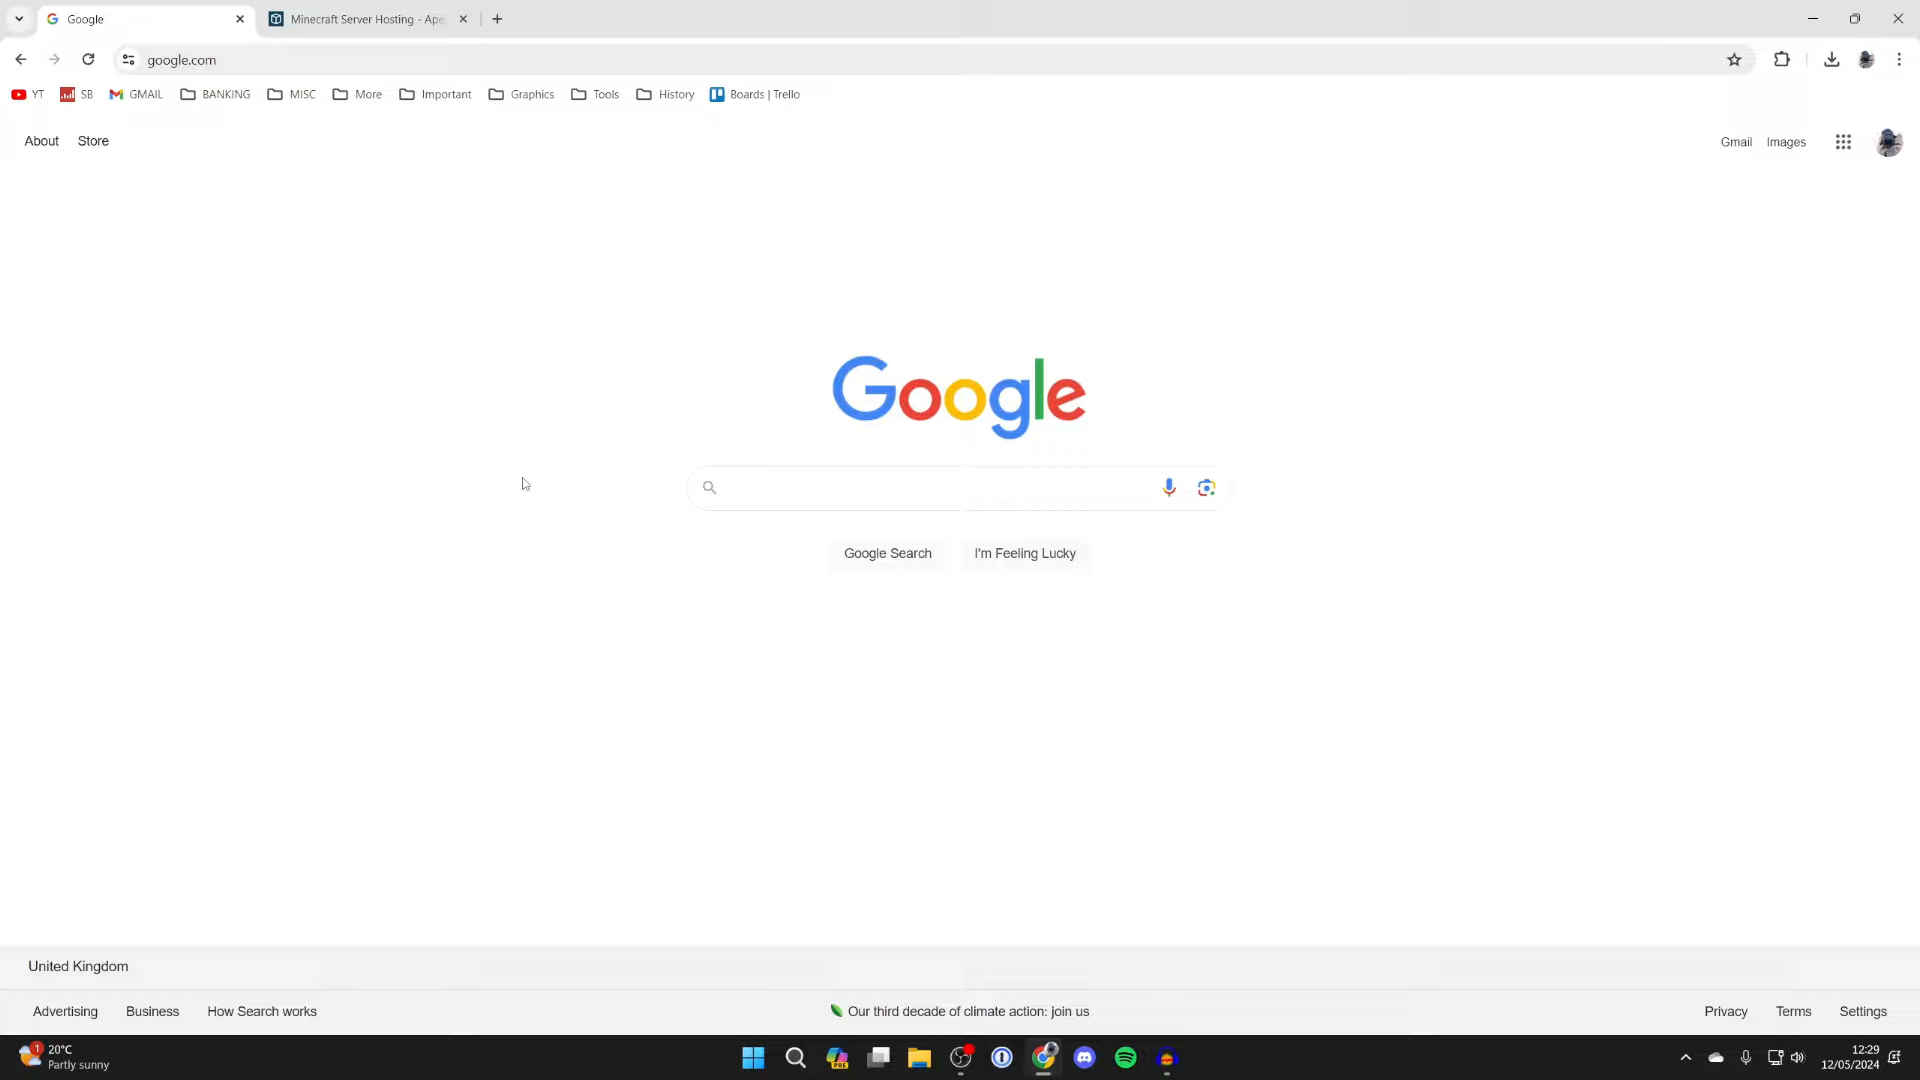 Google
Minecraft Server Hosting - Ape
google.com
YT
SB
GMAIL
BANKING
MISC
More
Important
Graphics
Tools
History
Boards | Trello
About
Store
Gmail
Images
Google
Google Search
I'm Feeling Lucky
United Kingdom
Advertising
Business
How Search works
Our third decade of climate action: join us
Privacy
Terms
Settings
1
20°C
Partly sunny
PRE
12:29
12/05/2024